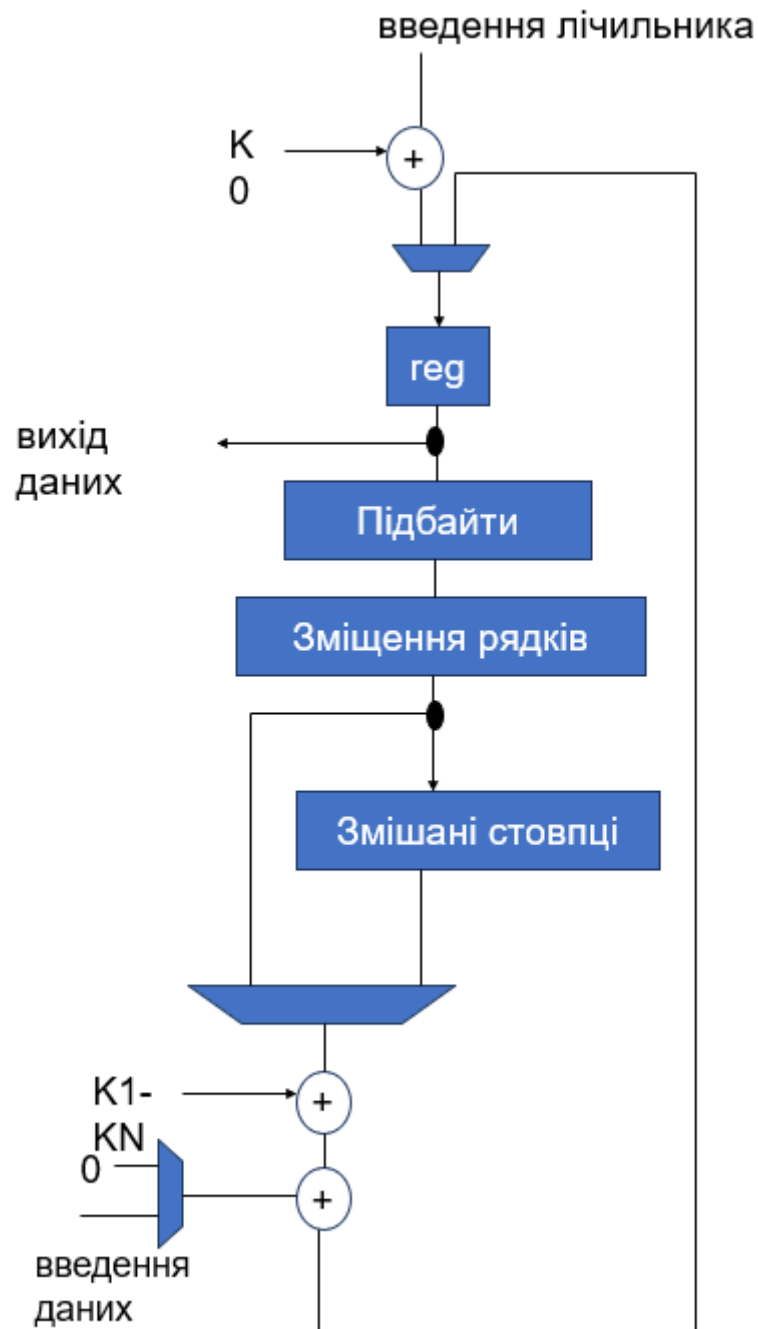 введення лічильника
K
0
+
reg
вихід
даних
Підбайти
Зміщення рядків
Змішані стовпці
K1-
KN
+
0
+
введення
даних